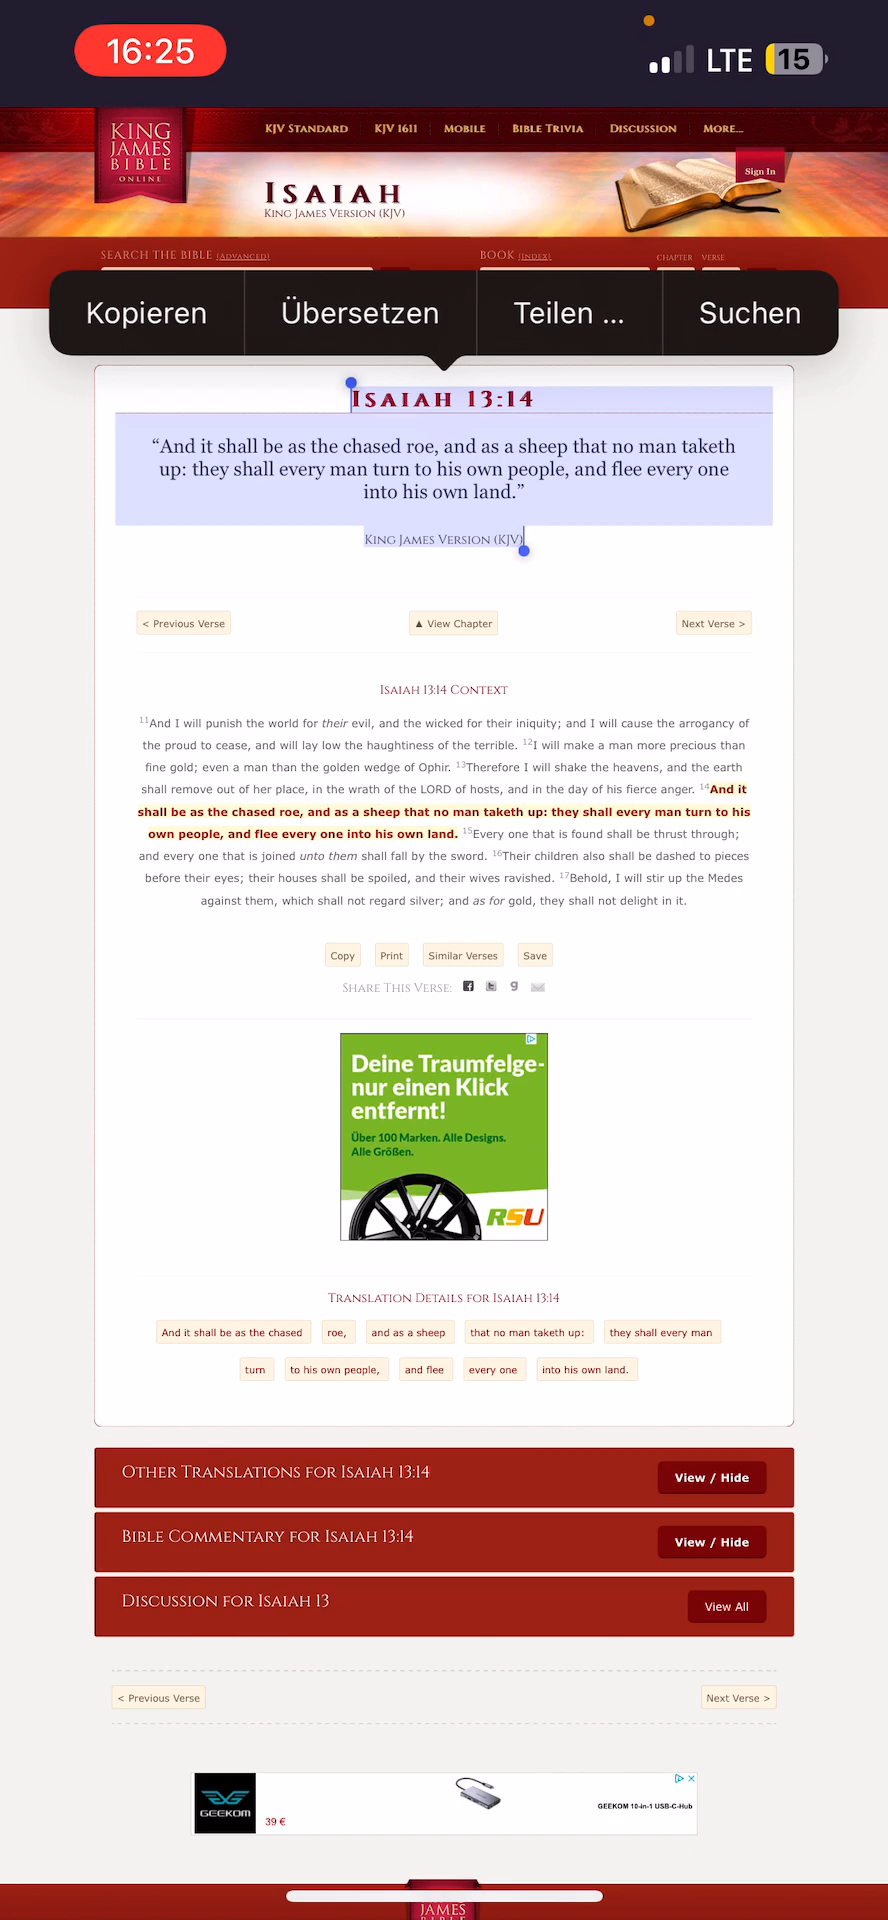 16:25
LTE 15
KING JAMES BIBLE ONLINE
KJV Standard KJV 1611 Mobile Bible Trivia Discussion More...
Sign In
Isaiah
King James Version (KJV)
Search the Bible (Advanced) Book (Index) Chapter Verse
Kopieren Übersetzen Teilen ... Suchen
Isaiah 13:14
“And it shall be as the chased roe, and as a sheep that no man taketh
up: they shall every man turn to his own people, and flee every one
into his own land.”
King James Version (KJV)
< Previous Verse ▲ View Chapter Next Verse >
Isaiah 13:14 Context
11And I will punish the world for their evil, and the wicked for their iniquity; and I will cause the arrogancy of
the proud to cease, and will lay low the haughtiness of the terrible. 12I will make a man more precious than
fine gold; even a man than the golden wedge of Ophir. 13Therefore I will shake the heavens, and the earth
shall remove out of her place, in the wrath of the LORD of hosts, and in the day of his fierce anger. 14And it
shall be as the chased roe, and as a sheep that no man taketh up: they shall every man turn to his
own people, and flee every one into his own land. 15Every one that is found shall be thrust through;
and every one that is joined unto them shall fall by the sword. 16Their children also shall be dashed to pieces
before their eyes; their houses shall be spoiled, and their wives ravished. 17Behold, I will stir up the Medes
against them, which shall not regard silver; and as for gold, they shall not delight in it.
Copy Print Similar Verses Save
Share This Verse:
Deine Traumfelge-
nur einen Klick
entfernt!
Über 100 Marken. Alle Designs.
Alle Größen.
RSU
Translation Details for Isaiah 13:14
And it shall be as the chased roe, and as a sheep that no man taketh up: they shall every man
turn to his own people, and flee every one into his own land.
Other Translations for Isaiah 13:14 View / Hide
Bible Commentary for Isaiah 13:14 View / Hide
Discussion for Isaiah 13 View All
< Previous Verse Next Verse >
GEEKOM 39 € GEEKOM 10-in-1 USB-C-Hub
JAMES
BIBLE